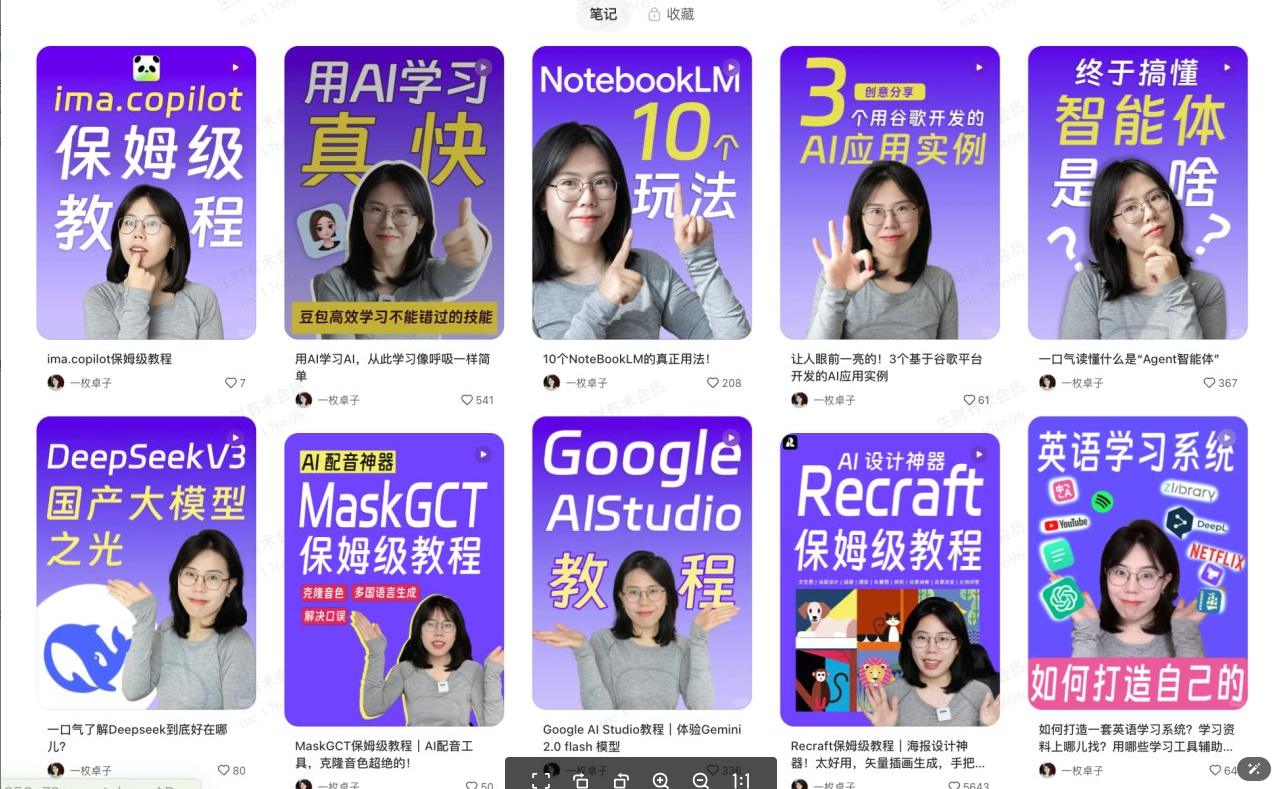 笔记
收藏
ima.copilot
保姆级
教程
用AI学习
真快
豆包高效学习不能错过的技能
NotebookLM
10个
玩法
3
创意分享
个用谷歌开发的
AI应用实例
终于搞懂
智能体
是啥
??
ima.copilot保姆级教程
一枚卓子
7
用AI学习AI，从此学习像呼吸一样简
单
一枚卓子
541
10个NoteBookLM的真正用法！
一枚卓子
208
让人眼前一亮的！3个基于谷歌平台
开发的AI应用实例
一枚卓子
61
一口气读懂什么是“Agent智能体”
一枚卓子
367
DeepSeekV3
国产大模型
之光
AI 配音神器
MaskGCT
保姆级教程
克隆音色
多国语言生成
解决口误
Google
AIStudio
教程
AI 设计神器
Recraft
保姆级教程
英语学习系统
zlibrary
YouTube
DeepL
NETFLIX
如何打造自己的
一口气了解Deepseek到底好在哪
儿？
一枚卓子
80
MaskGCT保姆级教程｜AI配音工
具，克隆音色超绝的！
一枚卓子
50
Google AI Studio教程｜体验Gemini
2.0 flash 模型
一枚卓子
336
Recraft保姆级教程｜海报设计神
器！太好用，矢量插画生成，手把...
一枚卓子
5643
如何打造一套英语学习系统？学习资
料上哪儿找？用哪些学习工具辅助...
一枚卓子
64
1:1
生财有术会员
mc 176696